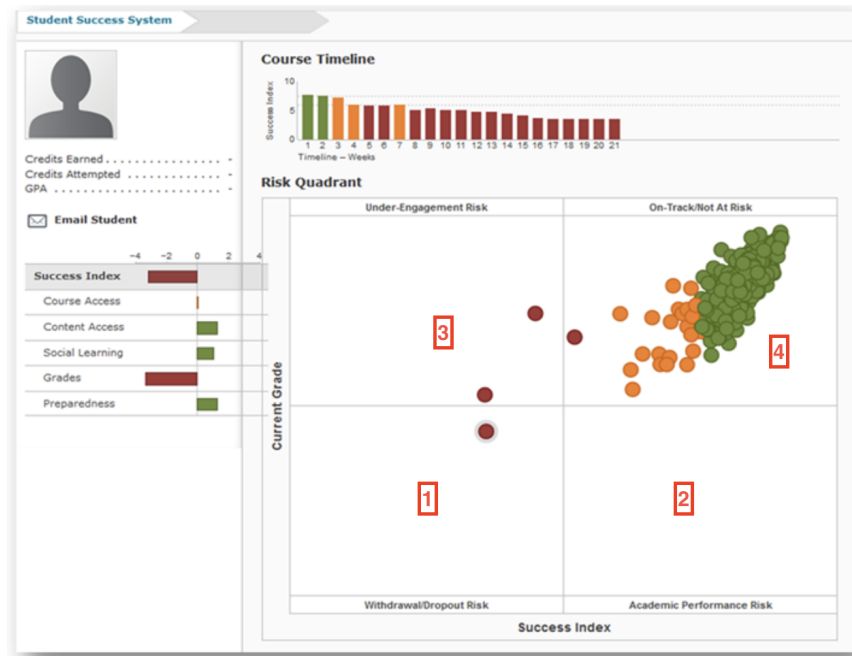 Student Success System
Credits Earned . . . . . . . . . . . . . . . . -
Credits Attempted . . . . . . . . . . . . . -
GPA . . . . . . . . . . . . . . . . . . . . . . . . -
Email Student
−4 −2 0 2 4
Success Index
Course Access
Content Access
Social Learning
Grades
Preparedness
Course Timeline
Success Index
10
5
0
1 2 3 4 5 6 7 8 9 10 11 12 13 14 15 16 17 18 19 20 21
Timeline – Weeks
Risk Quadrant
Under-Engagement Risk
On-Track/Not At Risk
3
4
Current Grade
1
2
Withdrawal/Dropout Risk
Academic Performance Risk
Success Index